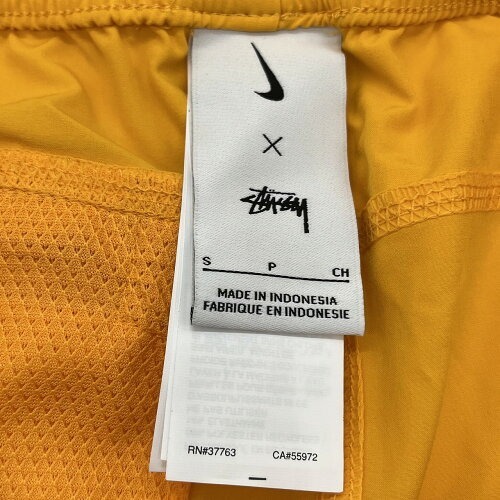 ×
STÜSSY
S P CH
MADE IN INDONESIA
FABRIQUE EN INDONESIE
RN#37763 CA#55972